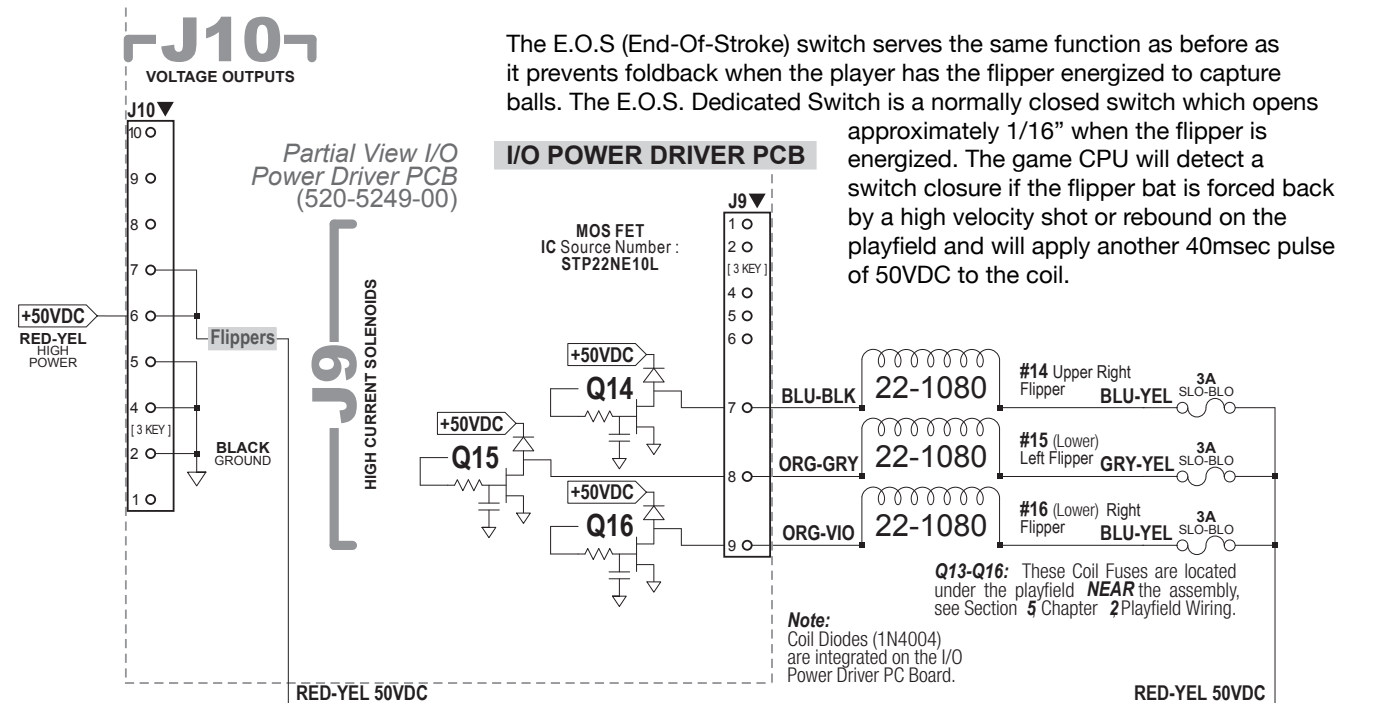 J10
VOLTAGE OUTPUTS
The E.O.S (End-Of-Stroke) switch serves the same function as before as
it prevents foldback when the player has the flipper energized to capture
balls. The E.O.S. Dedicated Switch is a normally closed switch which opens
approximately 1/16” when the flipper is
energized. The game CPU will detect a
switch closure if the flipper bat is forced back
by a high velocity shot or rebound on the
playfield and will apply another 40msec pulse
of 50VDC to the coil.
J10▼
10
9
8
7
6
5
4
[ 3 KEY ]
2
1
+50VDC
RED-YEL
HIGH
POWER
Flippers
BLACK
GROUND
Partial View I/O
Power Driver PCB
(520-5249-00)
I/O POWER DRIVER PCB
J9
HIGH CURRENT SOLENOIDS
MOS FET
IC Source Number :
STP22NE10L
J9▼
1
2
[ 3 KEY ]
4
5
6
7
8
9
+50VDC
Q14
+50VDC
Q15
+50VDC
Q16
BLU-BLK
22-1080
#14 Upper Right
Flipper
BLU-YEL
3A
SLO-BLO
ORG-GRY
22-1080
#15 (Lower)
Left Flipper
GRY-YEL
3A
SLO-BLO
ORG-VIO
22-1080
#16 (Lower) Right
Flipper
BLU-YEL
3A
SLO-BLO
Q13-Q16: These Coil Fuses are located
under the playfield NEAR the assembly,
see Section 5 Chapter 2 Playfield Wiring.
Note:
Coil Diodes (1N4004)
are integrated on the I/O
Power Driver PC Board.
RED-YEL 50VDC
RED-YEL 50VDC